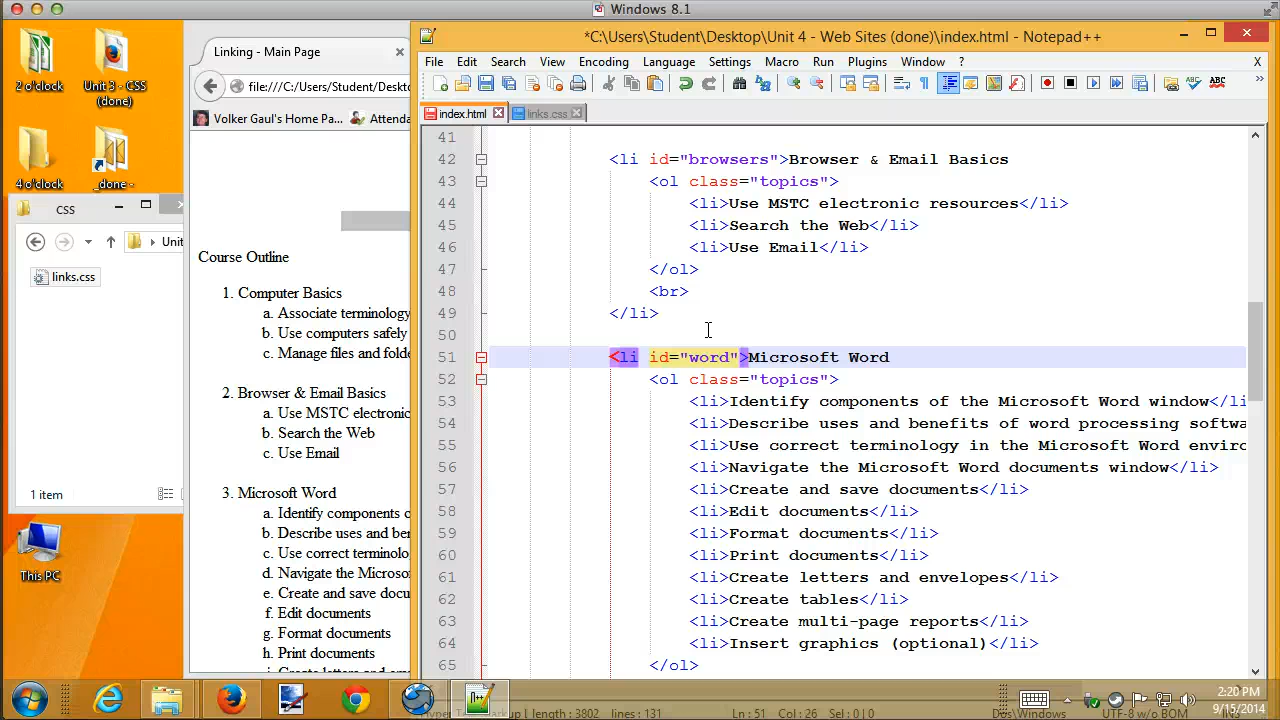 Windows 8.1
2 o'clock
Unit 3 - CSS
(done)
4 o'clock
_done -
CSS
Unit
links.css
1 item
This PC
Linking - Main Page
file:///C:/Users/Student/Deskto
Volker Gaul's Home Pa...
Attenda
Course Outline
1. Computer Basics
a. Associate terminology
b. Use computers safely
c. Manage files and folde
2. Browser & Email Basics
a. Use MSTC electronic
b. Search the Web
c. Use Email
3. Microsoft Word
a. Identify components o
b. Describe uses and ben
c. Use correct terminolo
d. Navigate the Microso
e. Create and save docu
f. Edit documents
g. Format documents
h. Print documents
*C:\Users\Student\Desktop\Unit 4 - Web Sites (done)\index.html - Notepad++
File Edit Search View Encoding Language Settings Macro Run Plugins Window ? X
index.html links.css
41
42 <li id="browsers">Browser & Email Basics
43 <ol class="topics">
44 <li>Use MSTC electronic resources</li>
45 <li>Search the Web</li>
46 <li>Use Email</li>
47 </ol>
48 <br>
49 </li>
50
51 <li id="word">Microsoft Word
52 <ol class="topics">
53 <li>Identify components of the Microsoft Word window</li
54 <li>Describe uses and benefits of word processing softwa
55 <li>Use correct terminology in the Microsoft Word enviro
56 <li>Navigate the Microsoft Word documents window</li>
57 <li>Create and save documents</li>
58 <li>Edit documents</li>
59 <li>Format documents</li>
60 <li>Print documents</li>
61 <li>Create letters and envelopes</li>
62 <li>Create tables</li>
63 <li>Create multi-page reports</li>
64 <li>Insert graphics (optional)</li>
65 </ol>
length : 3802 lines : 131 Ln : 51 Col : 26 Sel : 0 | 0 Dos\Windows UTF-8 w/o BOM
2:20 PM
9/15/2014